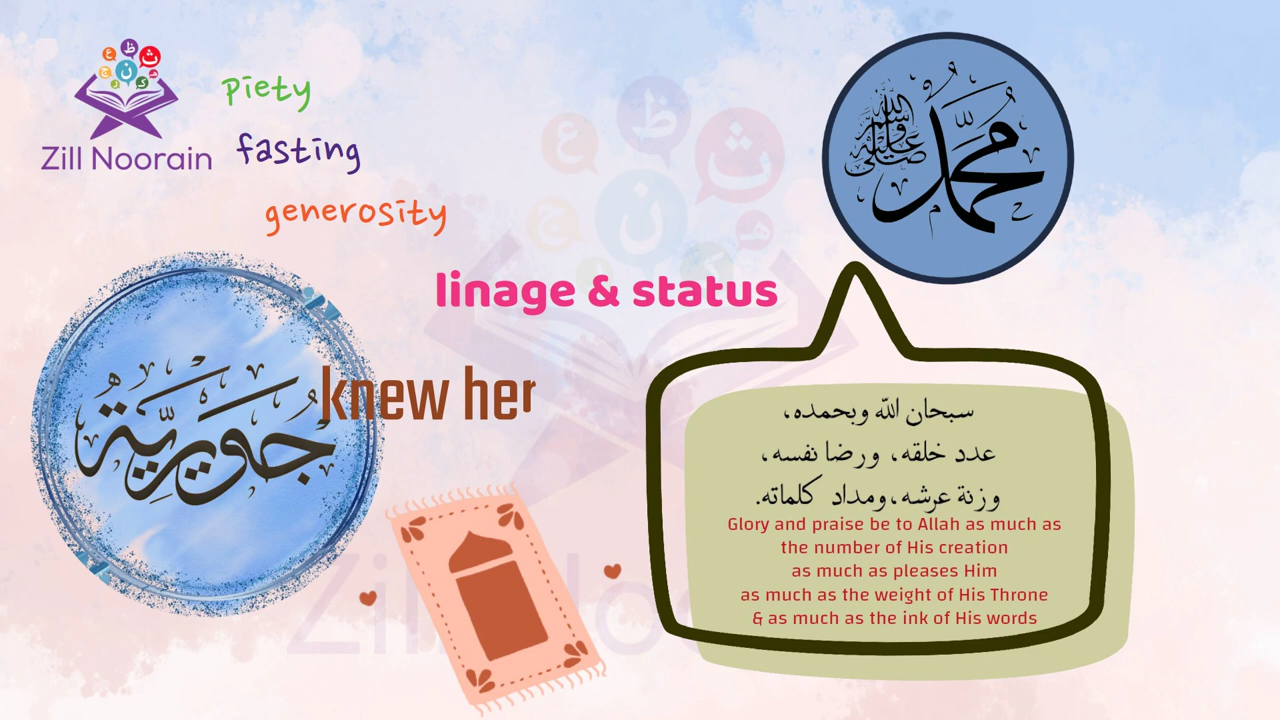 Zill Noorain
piety
fasting
generosity
linage & status
knew her
جويرية
محمد
صلى الله عليه وسلم
سبحان الله وبحمده،
عدد خلقه، ورضا نفسه،
وزنة عرشه،ومداد كلماته.
Glory and praise be to Allah as much as
the number of His creation
as much as pleases Him
as much as the weight of His Throne
& as much as the ink of His words